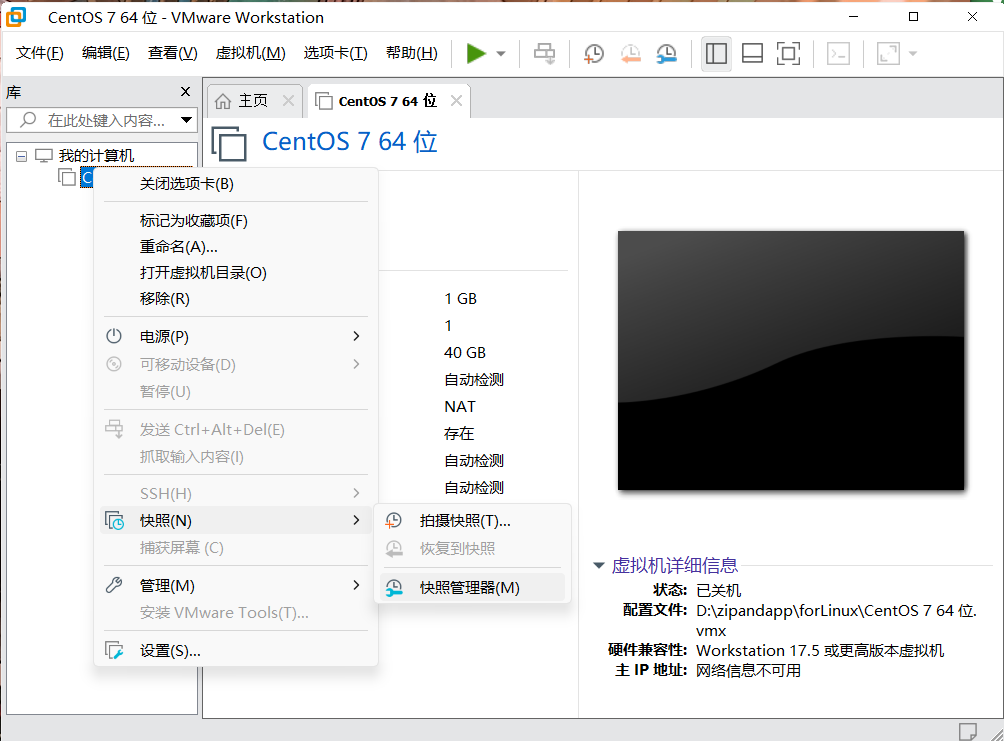 CentOS 7 64 位 - VMware Workstation
文件(F) 编辑(E) 查看(V) 虚拟机(M) 选项卡(T) 帮助(H)
库
在此处键入内容...
主页
CentOS 7 64 位
我的计算机
C
CentOS 7 64 位
关闭选项卡(B)
标记为收藏项(F)
重命名(A)...
打开虚拟机目录(O)
移除(R)
电源(P)
可移动设备(D)
暂停(U)
发送 Ctrl+Alt+Del(E)
抓取输入内容(I)
SSH(H)
快照(N)
捕获屏幕 (C)
管理(M)
安装 VMware Tools(T)...
设置(S)...
拍摄快照(T)...
恢复到快照
快照管理器(M)
1 GB
1
40 GB
自动检测
NAT
存在
自动检测
自动检测
虚拟机详细信息
状态: 已关机
配置文件: D:\zipandapp\forLinux\CentOS 7 64 位.
vmx
硬件兼容性: Workstation 17.5 或更高版本虚拟机
主 IP 地址: 网络信息不可用